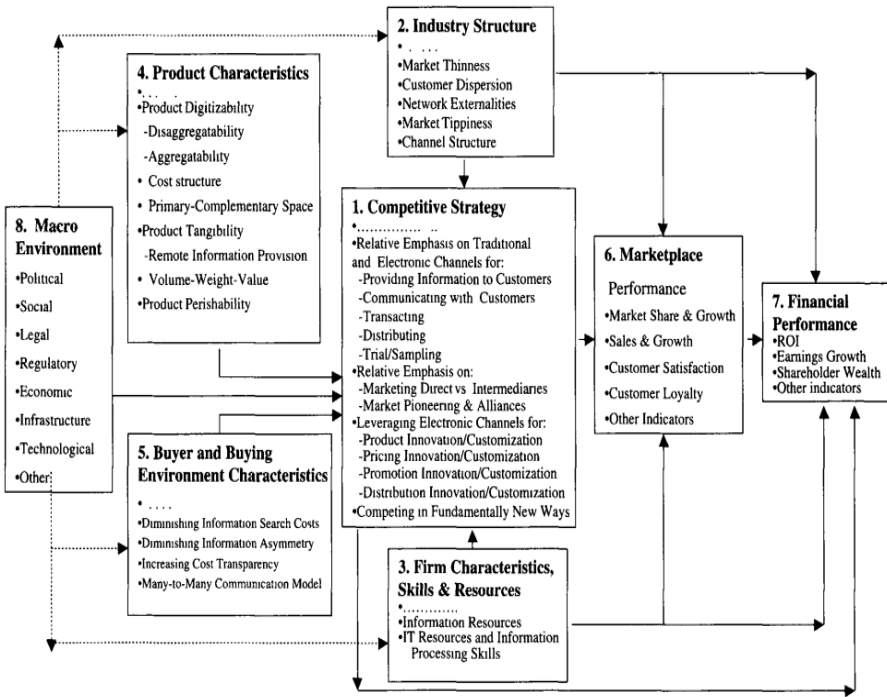 2. Industry Structure
• . ...
•Market Thinness
•Customer Dispersion
•Network Externalities
•Market Tippiness
•Channel Structure
4. Product Characteristics
•... .
•Product Digitizability
-Disaggregatability
-Aggregatability
• Cost structure
• Primary-Complementary Space
•Product Tangibility
-Remote Information Provision
• Volume-Weight-Value
•Product Perishability
8. Macro
Environment
•Political
•Social
•Legal
•Regulatory
•Economic
•Infrastructure
•Technological
•Other
1. Competitive Strategy
•............... ..
•Relative Emphasis on Traditional
and Electronic Channels for:
-Providing Information to Customers
-Communicating with Customers
-Transacting
-Distributing
-Trial/Sampling
•Relative Emphasis on:
-Marketing Direct vs Intermediaries
-Market Pioneering & Alliances
•Leveraging Electronic Channels for:
-Product Innovation/Customization
-Pricing Innovation/Customization
-Promotion Innovation/Customization
-Distribution Innovation/Customization
•Competing in Fundamentally New Ways
6. Marketplace
Performance
•Market Share & Growth
•Sales & Growth
•Customer Satisfaction
•Customer Loyalty
•Other Indicators
7. Financial
Performance
•ROI
•Earnings Growth
•Shareholder Wealth
•Other indicators
5. Buyer and Buying
Environment Characteristics
• ....
•Diminishing Information Search Costs
•Diminishing Information Asymmetry
•Increasing Cost Transparency
•Many-to-Many Communication Model
3. Firm Characteristics,
Skills & Resources
•.............
•Information Resources
•IT Resources and Information
Processing Skills